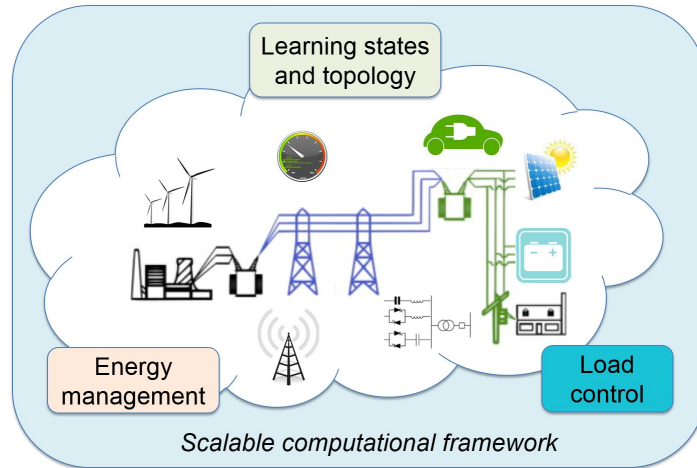 Learning states
and topology
Energy
management
Load
control
Scalable computational framework